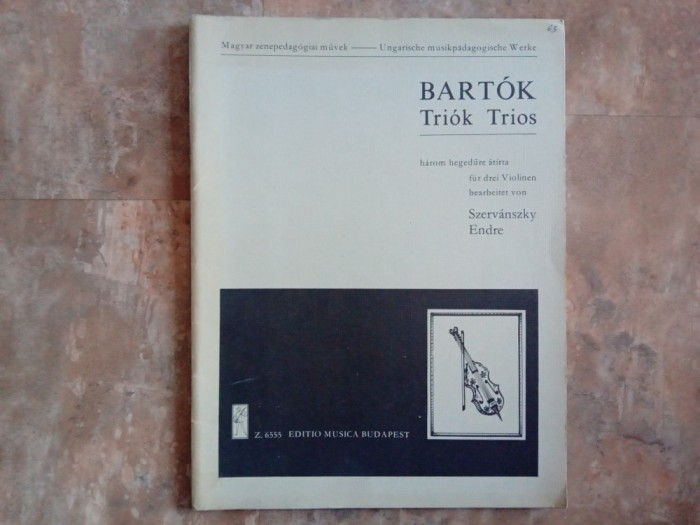 Magyar zenepedagógiai művek —— Ungarische musikpädagogische Werke
BARTÓK
Triók Trios
három hegedűre átírta
für drei Violinen
bearbeitet von
Szervánszky
Endre
Z. 6555 EDITIO MUSICA BUDAPEST